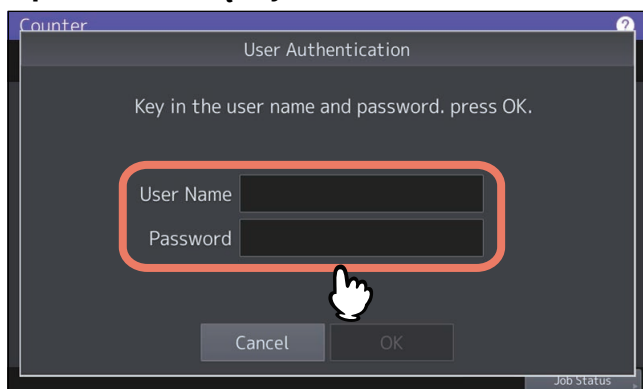 Counter ?
User Authentication
Key in the user name and password. press OK.
User Name
Password
Cancel OK
Job Status